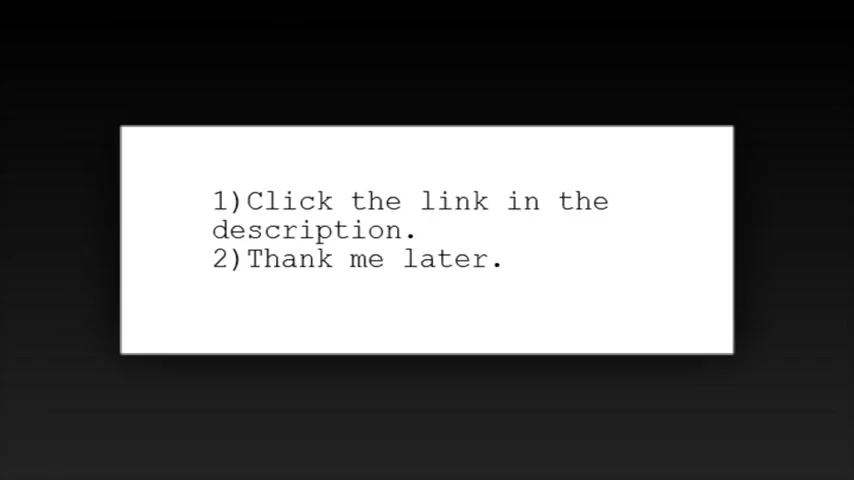 1)Click the link in the
description.
2)Thank me later.